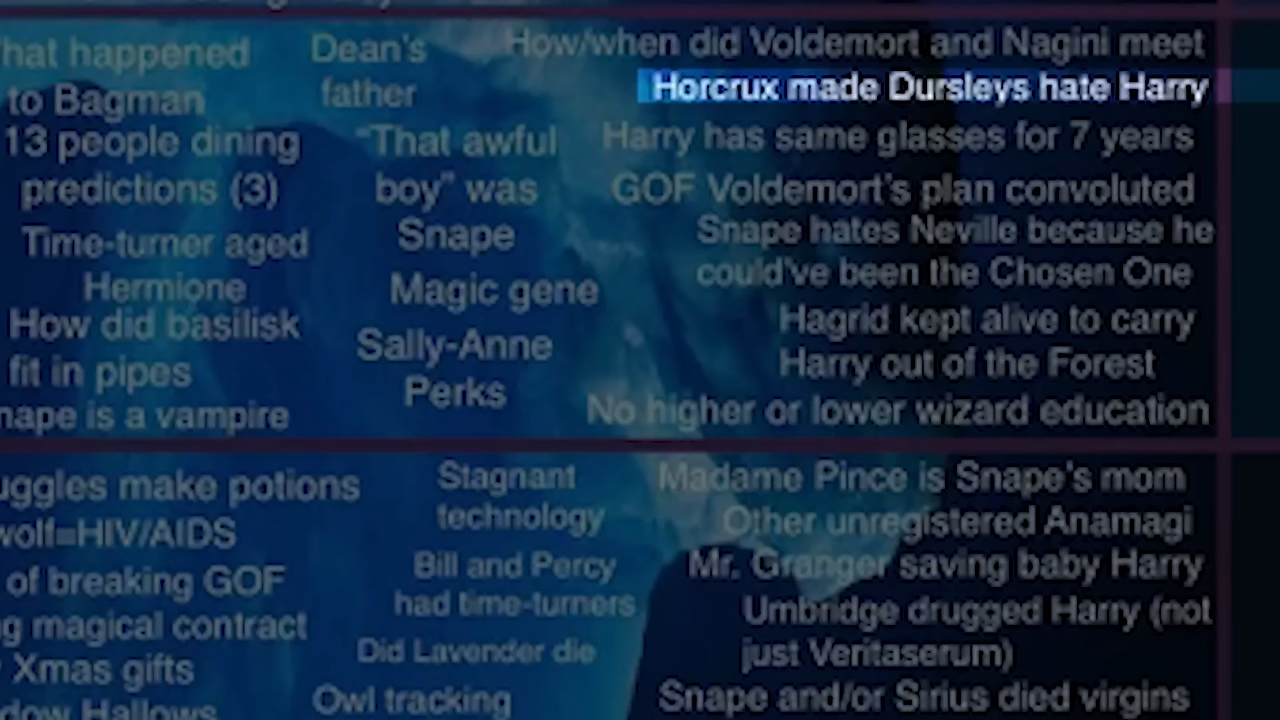 hat happened
to Bagman
13 people dining
predictions (3)
Time-turner aged
Hermione
How did basilisk
fit in pipes
nape is a vampire
Dean's
father
"That awful
boy" was
Snape
Magic gene
Sally-Anne
Perks
How/when did Voldemort and Nagini meet
Horcrux made Dursleys hate Harry
Harry has same glasses for 7 years
GOF Voldemort's plan convoluted
Snape hates Neville because he
could've been the Chosen One
Hagrid kept alive to carry
Harry out of the Forest
No higher or lower wizard education
uggles make potions
wolf=HIV/AIDS
of breaking GOF
g magical contract
Xmas gifts
dow Hallows
Stagnant
technology
Bill and Percy
had time-turners
Did Lavender die
Owl tracking
Madame Pince is Snape's mom
Other unregistered Anamagi
Mr. Granger saving baby Harry
Umbridge drugged Harry (not
just Veritaserum)
Snape and/or Sirius died virgins